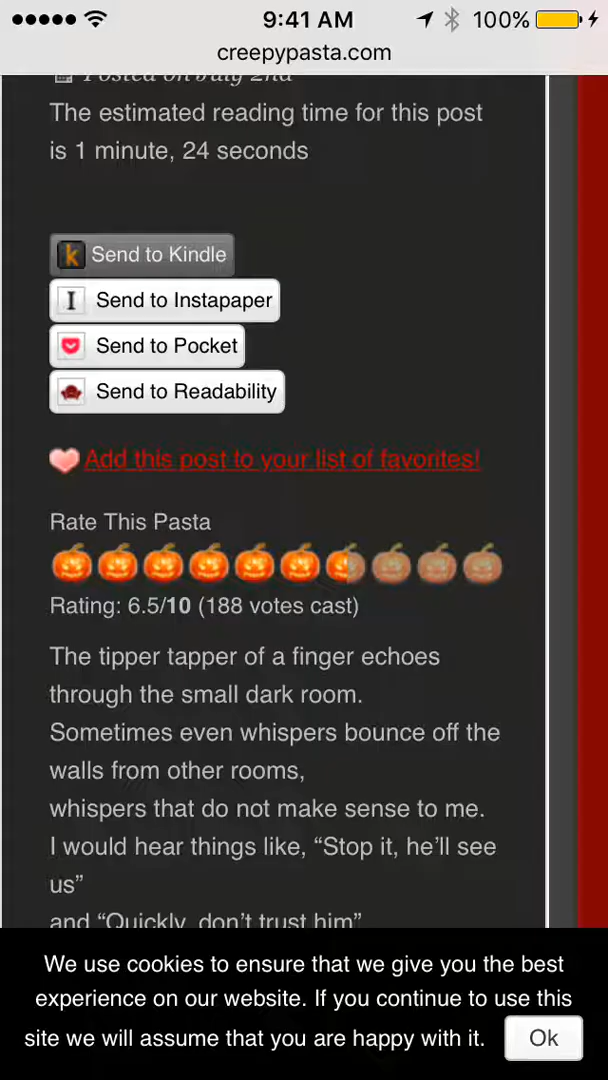 9:41 AM 100%
creepypasta.com
Posted on July 2nd
The estimated reading time for this post
is 1 minute, 24 seconds
k Send to Kindle
I Send to Instapaper
Send to Pocket
Send to Readability
Add this post to your list of favorites!
Rate This Pasta
Rating: 6.5/10 (188 votes cast)
The tipper tapper of a finger echoes
through the small dark room.
Sometimes even whispers bounce off the
walls from other rooms,
whispers that do not make sense to me.
I would hear things like, “Stop it, he’ll see
us”
and “Quickly, don’t trust him”
We use cookies to ensure that we give you the best
experience on our website. If you continue to use this
site we will assume that you are happy with it. Ok